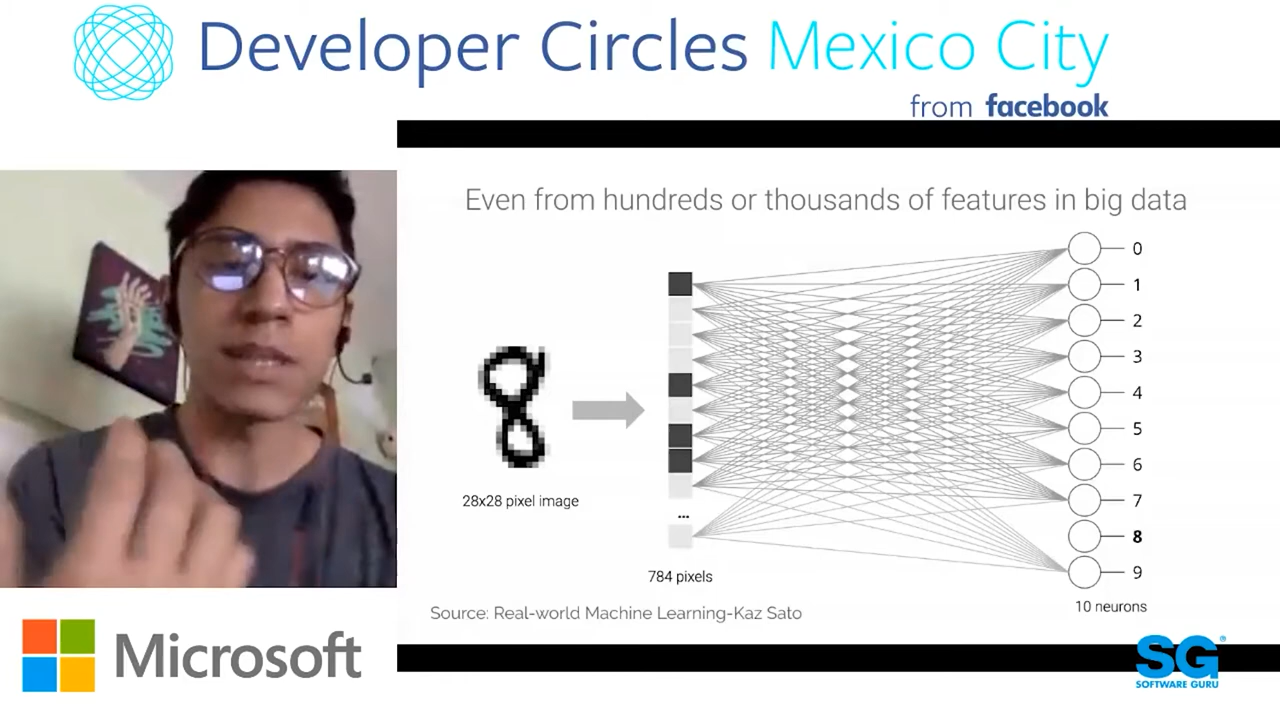 Developer Circles Mexico City
from facebook
Even from hundreds or thousands of features in big data
0
1
2
3
4
5
6
7
8
9
...
28x28 pixel image
784 pixels
10 neurons
Source: Real-world Machine Learning-Kaz Sato
Microsoft
SG®
SOFTWARE GURU